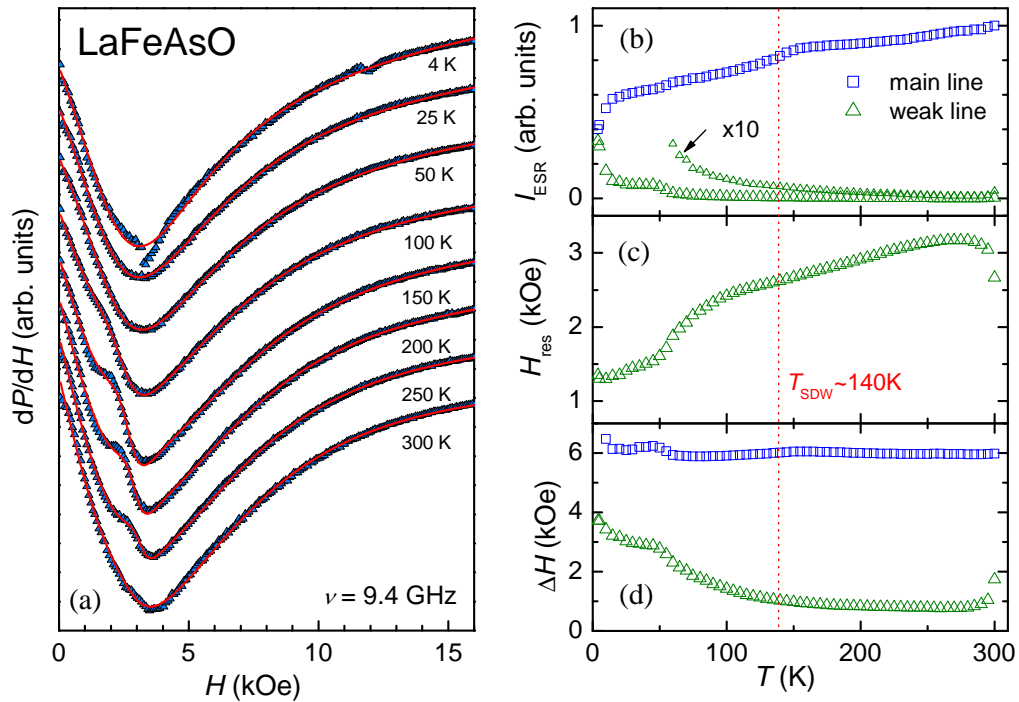 LaFeAsO
4 K
25 K
50 K
100 K
150 K
200 K
250 K
300 K
(a)
ν = 9.4 GHz
dP/dH (arb. units)
0 5 10 15
H (kOe)
(b)
main line
weak line
x10
1
0
I_ESR (arb. units)
(c)
3
2
1
H_res (kOe)
T_SDW~140K
(d)
6
4
2
0
ΔH (kOe)
0 100 200 300
T (K)